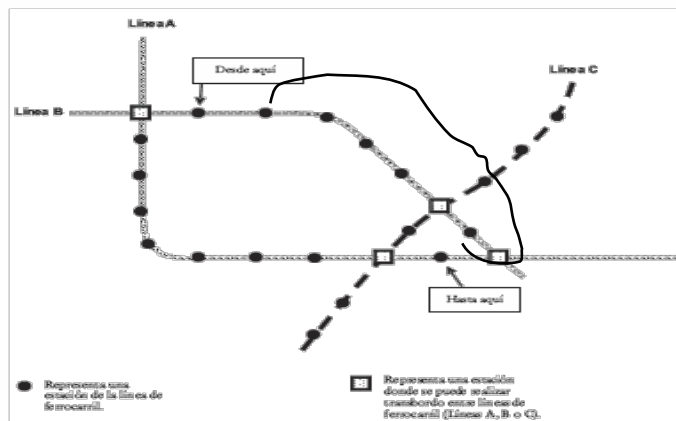 Línea A
Desde aquí
Línea C
Línea B
Hasta aquí
Representa una
estación de la línea de
ferrocarril.
Representa una estación
donde se puede realizar
transbordo entre líneas de
ferrocarril (Líneas A, B o C).